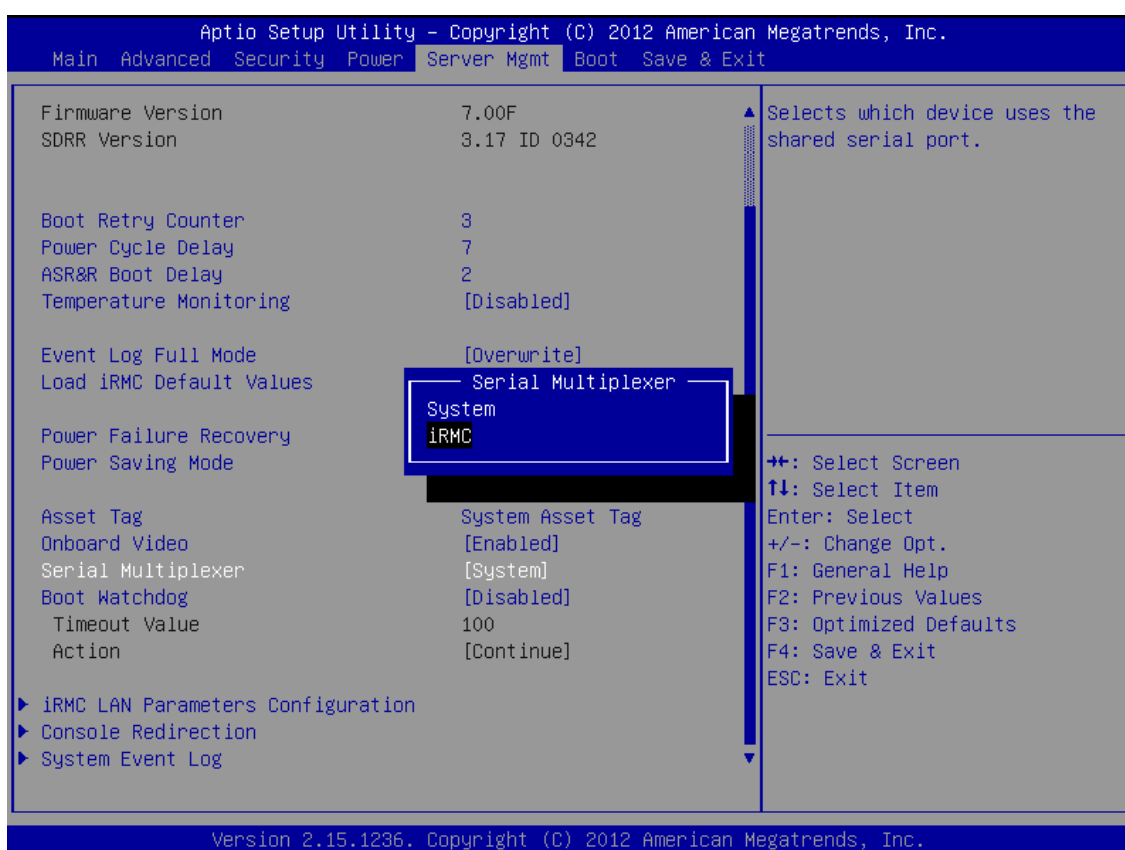 Aptio Setup Utility – Copyright (C) 2012 American Megatrends, Inc.
Main Advanced Security Power Server Mgmt Boot Save & Exit
Firmware Version 7.00F
SDRR Version 3.17 ID 0342
Boot Retry Counter 3
Power Cycle Delay 7
ASR&R Boot Delay 2
Temperature Monitoring [Disabled]
Event Log Full Mode [Overwrite]
Load iRMC Default Values
Power Failure Recovery
Power Saving Mode
Asset Tag System Asset Tag
Onboard Video [Enabled]
Serial Multiplexer [System]
Boot Watchdog [Disabled]
Timeout Value 100
Action [Continue]
iRMC LAN Parameters Configuration
Console Redirection
System Event Log
Serial Multiplexer
System
iRMC
Selects which device uses the
shared serial port.
→←: Select Screen
↑↓: Select Item
Enter: Select
+/-: Change Opt.
F1: General Help
F2: Previous Values
F3: Optimized Defaults
F4: Save & Exit
ESC: Exit
Version 2.15.1236. Copyright (C) 2012 American Megatrends, Inc.